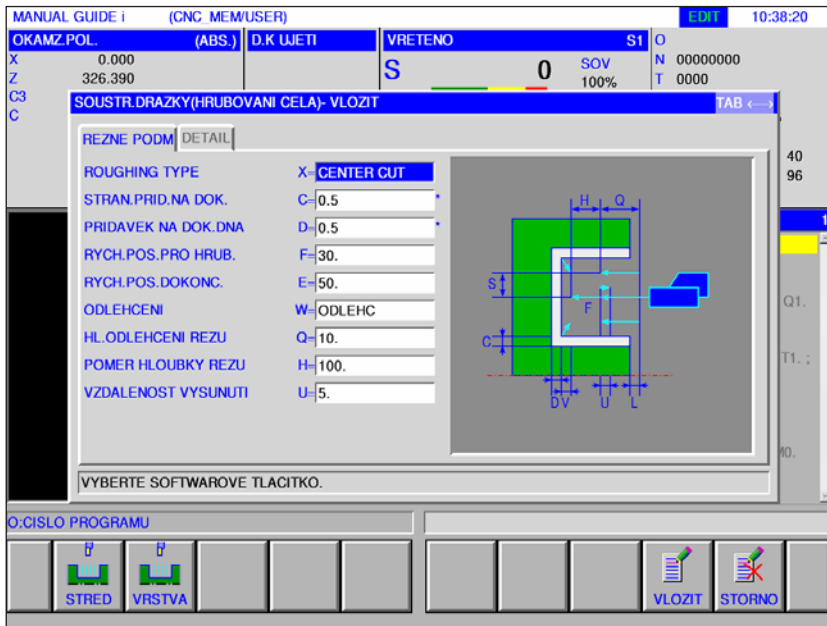 MANUAL GUIDE i (CNC_MEM/USER) EDIT 10:38:20
OKAMZ.POL. (ABS.) D.K UJETI VRETENO S1 O
X 0.000 N 00000000
Z 326.390 S 0 SOV 100% T 0000
C3
C
SOUSTR.DRAZKY(HRUBOVANI CELA)- VLOZIT TAB ←→
REZNE PODM DETAIL
ROUGHING TYPE X=CENTER CUT
STRAN.PRID.NA DOK. C=0.5 *
PRIDAVEK NA DOK.DNA D=0.5 *
RYCH.POS.PRO HRUB. F=30.
RYCH.POS.DOKONC. E=50.
ODLEHCENI W=ODLEHC
HL.ODLEHCENI REZU Q=10.
POMER HLOUBKY REZU H=100.
VZDALENOST VYSUNUTI U=5.
H Q
S
F
C
D V U L
40
96
1
Q1.
T1. ;
M0.
VYBERTE SOFTWAROVE TLACITKO.
O:CISLO PROGRAMU
STRED VRSTVA VLOZIT STORNO